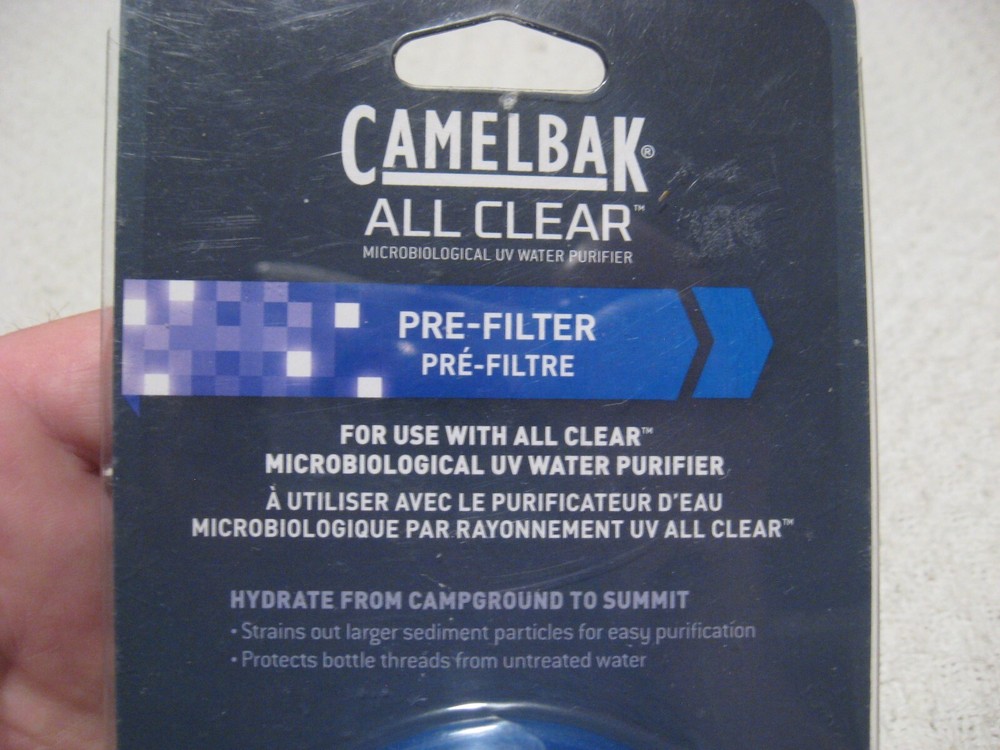 CAMELBAK®
ALL CLEAR™
MICROBIOLOGICAL UV WATER PURIFIER
PRE-FILTER
PRÉ-FILTRE
FOR USE WITH ALL CLEAR™
MICROBIOLOGICAL UV WATER PURIFIER
À UTILISER AVEC LE PURIFICATEUR D'EAU
MICROBIOLOGIQUE PAR RAYONNEMENT UV ALL CLEAR™
HYDRATE FROM CAMPGROUND TO SUMMIT
• Strains out larger sediment particles for easy purification
• Protects bottle threads from untreated water